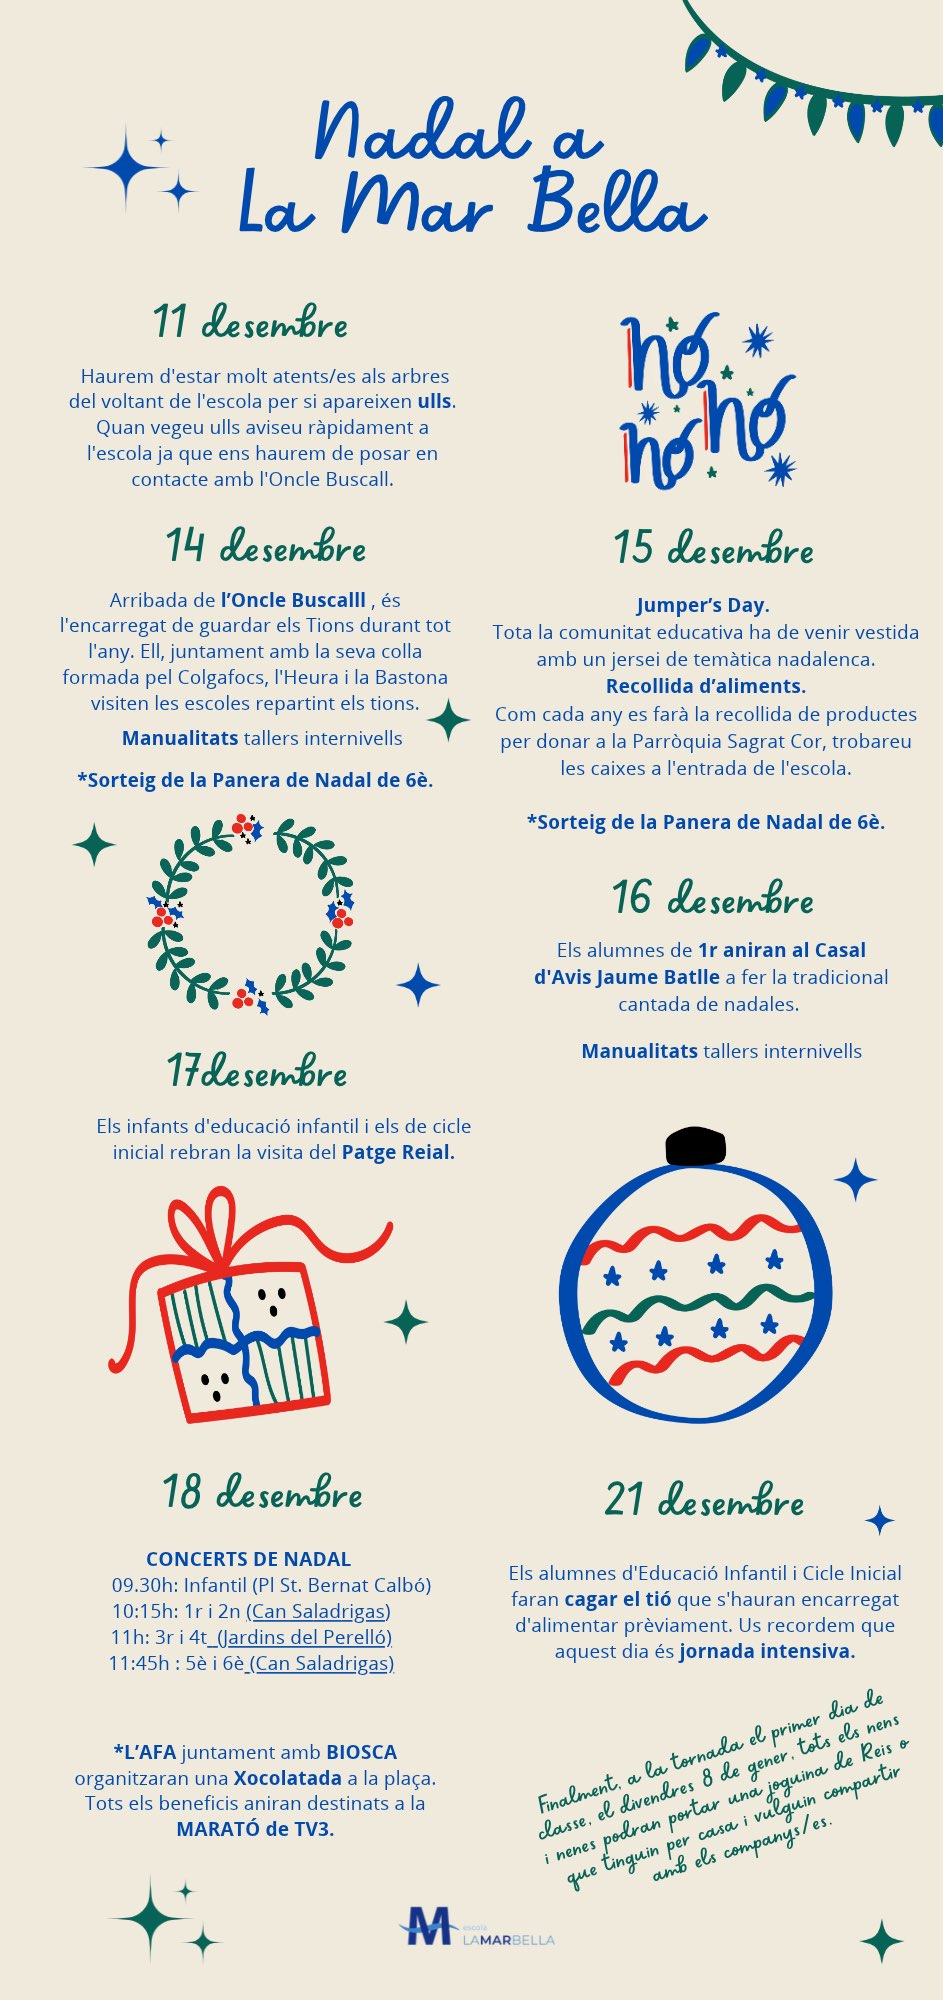 Nadal a
La Mar Bella
11 desembre
Haurem d'estar molt atents/es als arbres
del voltant de l'escola per si apareixen ulls.
Quan vegeu ulls aviseu ràpidament a
l'escola ja que ens haurem de posar en
contacte amb l'Oncle Buscall.
ho
ho
ho
14 desembre
Arribada de l’Oncle Buscalll , és
l'encarregat de guardar els Tions durant tot
l'any. Ell, juntament amb la seva colla
formada pel Colgafocs, l'Heura i la Bastona
visiten les escoles repartint els tions.
Manualitats tallers internivells
*Sorteig de la Panera de Nadal de 6è.
15 desembre
Jumper’s Day.
Tota la comunitat educativa ha de venir vestida
amb un jersei de temàtica nadalenca.
Recollida d’aliments.
Com cada any es farà la recollida de productes
per donar a la Parròquia Sagrat Cor, trobareu
les caixes a l'entrada de l'escola.
*Sorteig de la Panera de Nadal de 6è.
16 desembre
Els alumnes de 1r aniran al Casal
d'Avis Jaume Batlle a fer la tradicional
cantada de nadales.
Manualitats tallers internivells
17desembre
Els infants d'educació infantil i els de cicle
inicial rebran la visita del Patge Reial.
18 desembre
CONCERTS DE NADAL
09.30h: Infantil (Pl St. Bernat Calbó)
10:15h: 1r i 2n (Can Saladrigas)
11h: 3r i 4t (Jardins del Perelló)
11:45h : 5è i 6è (Can Saladrigas)
*L’AFA juntament amb BIOSCA
organitzaran una Xocolatada a la plaça.
Tots els beneficis aniran destinats a la
MARATÓ de TV3.
21 desembre
Els alumnes d'Educació Infantil i Cicle Inicial
faran cagar el tió que s'hauran encarregat
d'alimentar prèviament. Us recordem que
aquest dia és jornada intensiva.
Finalment, a la tornada el primer dia de
classe, el divendres 8 de gener, tots els nens
i nenes podran portar una joguina de Reis o
que tinguin per casa i vulguin compartir
amb els companys/es.
M
escola
LAMARBELLA